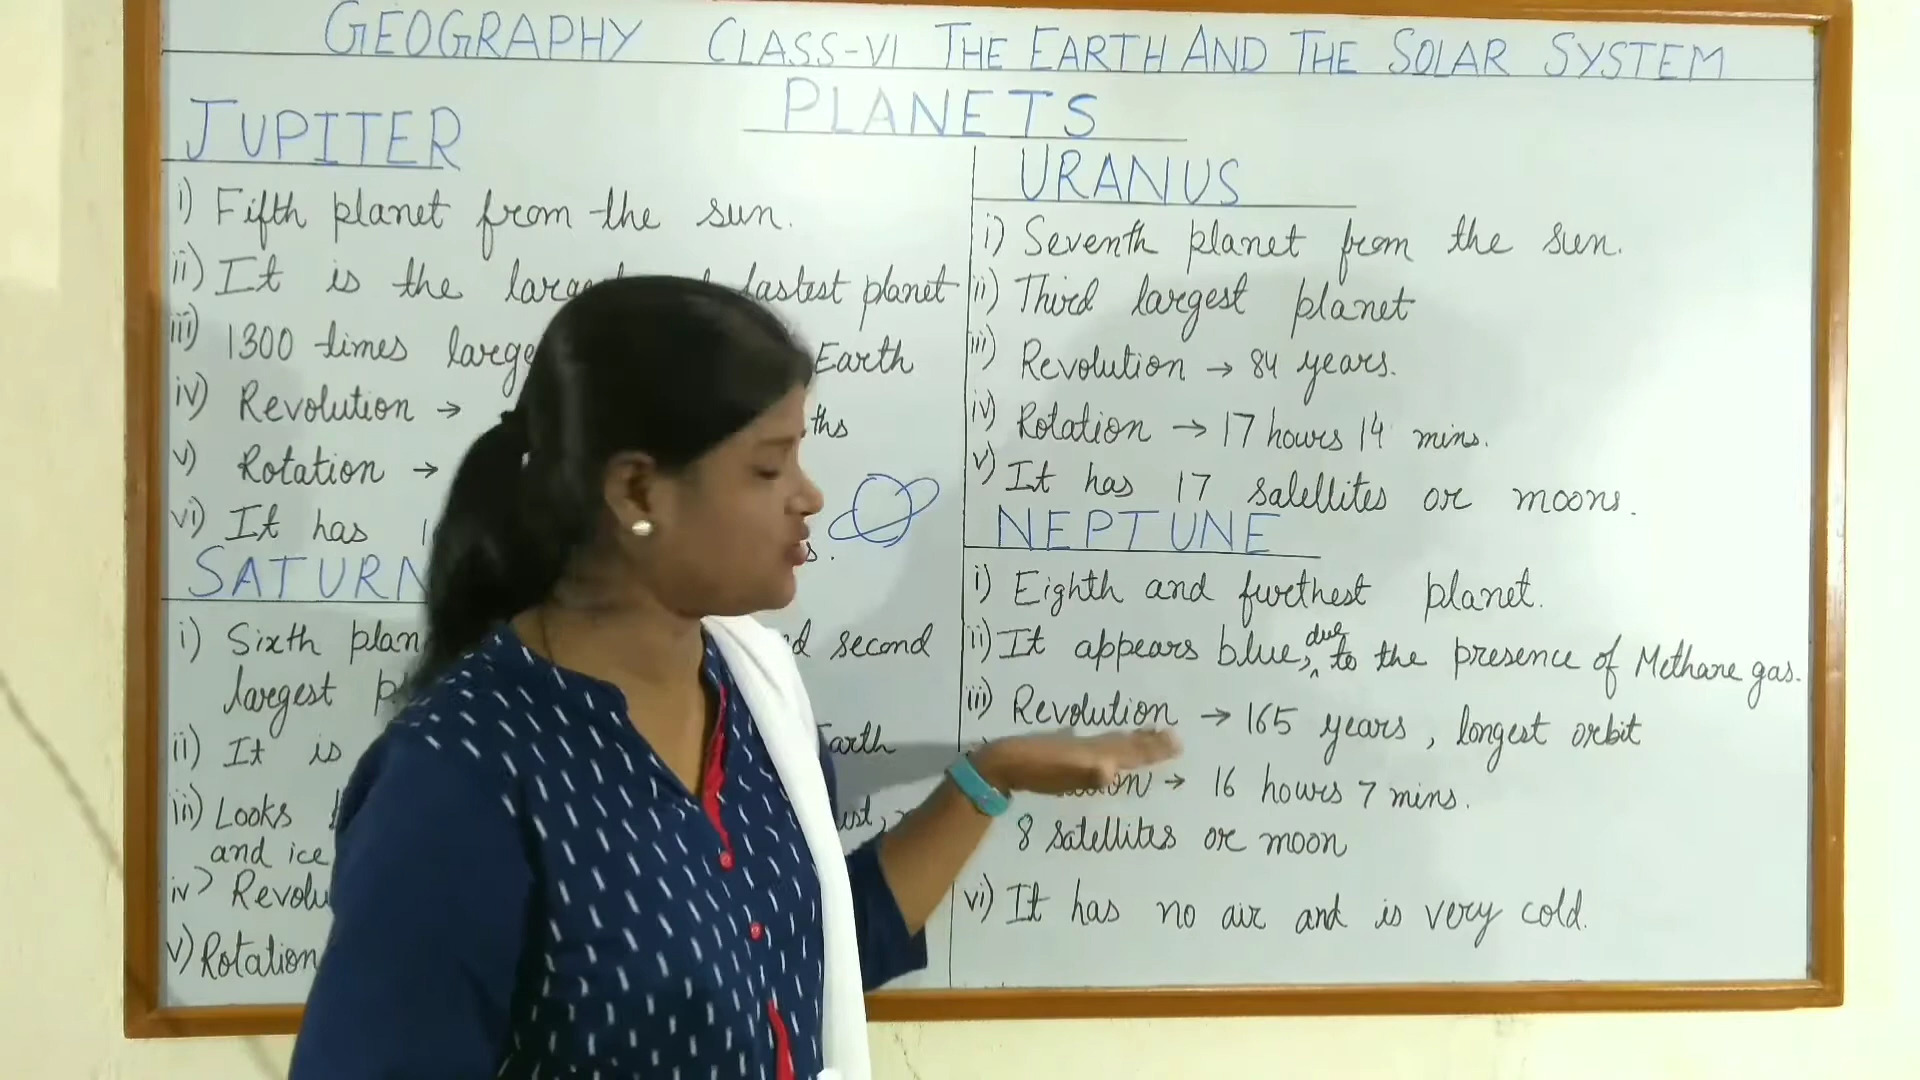 GEOGRAPHY CLASS-VI THE EARTH AND THE SOLAR SYSTEM
PLANETS
JUPITER
i) Fifth planet from the sun.
ii) It is the fastest planet
iii) 1300 times Earth
iv) Revolution →
v) Rotation →
vi) It has
SATURN
i) Sixth second
largest
ii) It is Earth
iii) Looks
and ice
iv)
v) Rotation
URANUS
i) Seventh planet from the sun.
ii) Third largest planet
iii) Revolution → 84 years.
iv) Rotation → 17 hours 14 mins.
v) It has 17 satellites or moons.
NEPTUNE
i) Eighth and furthest planet.
ii) It appears blue, due to the presence of Methane gas.
iii) Revolution → 165 years, longest orbit
→ 16 hours 7 mins.
8 satellites or moon
vi) It has no air and is very cold.